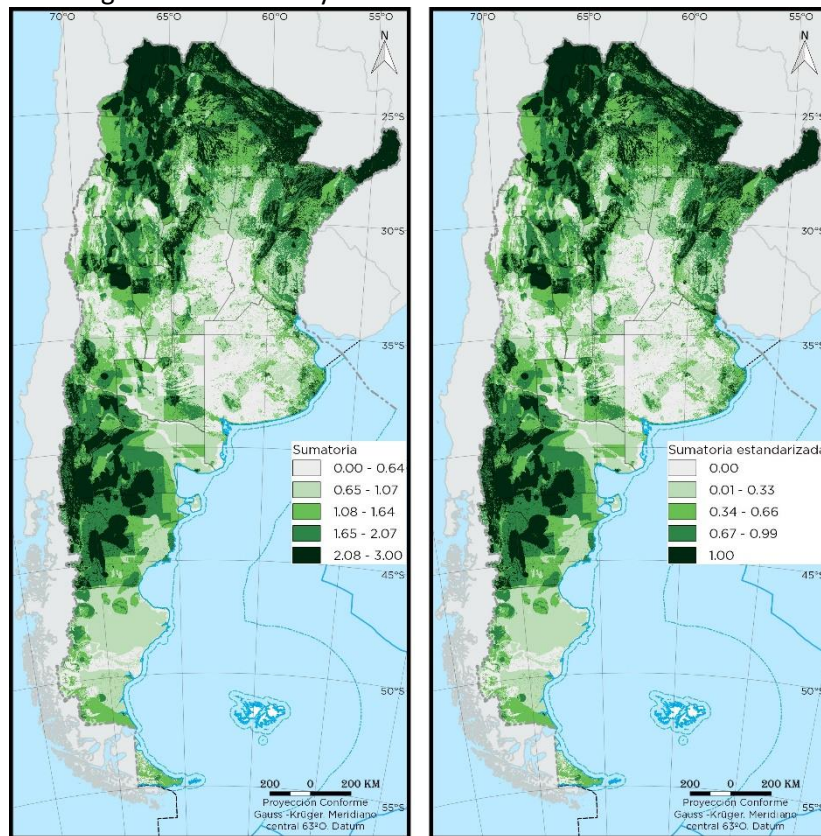 70°O 65°O 60°O 55°O
N
25°S
30°S
35°S
Sumatoria
0.00 - 0.64
0.65 - 1.07
1.08 - 1.64
1.65 - 2.07
2.08 - 3.00
45°S
50°S
55°S
200 0 200 KM
Proyección Conforme
Gauss -Krüger. Meridiano
central 63ºO. Datum
70°O 65°O 60°O 55°O
N
25°S
30°S
35°S
Sumatoria estandarizada
0.00
0.01 - 0.33
0.34 - 0.66
0.67 - 0.99
1.00
45°S
50°S
55°S
200 0 200 KM
Proyección Conforme
Gauss -Krüger. Meridiano
central 63ºO. Datum